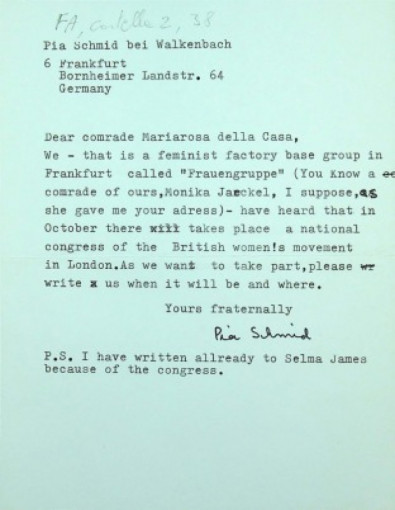 FA, cartella 2, 38
Pia Schmid bei Walkenbach
6 Frankfurt
Bornheimer Landstr. 64
Germany
Dear comrade Mariarosa della Casa,
We - that is a feminist factory base group in
Frankfurt called "Frauengruppe" (You Know a
comrade of ours,Monika Jaeckel, I suppose,as
she gave me your adress)- have heard that in
October there will takes place a national
congress of the British women's movement
in London.As we want to take part,please
write x us when it will be and where.
Yours fraternally
Pia Schmid
P.S. I have written allready to Selma James
because of the congress.